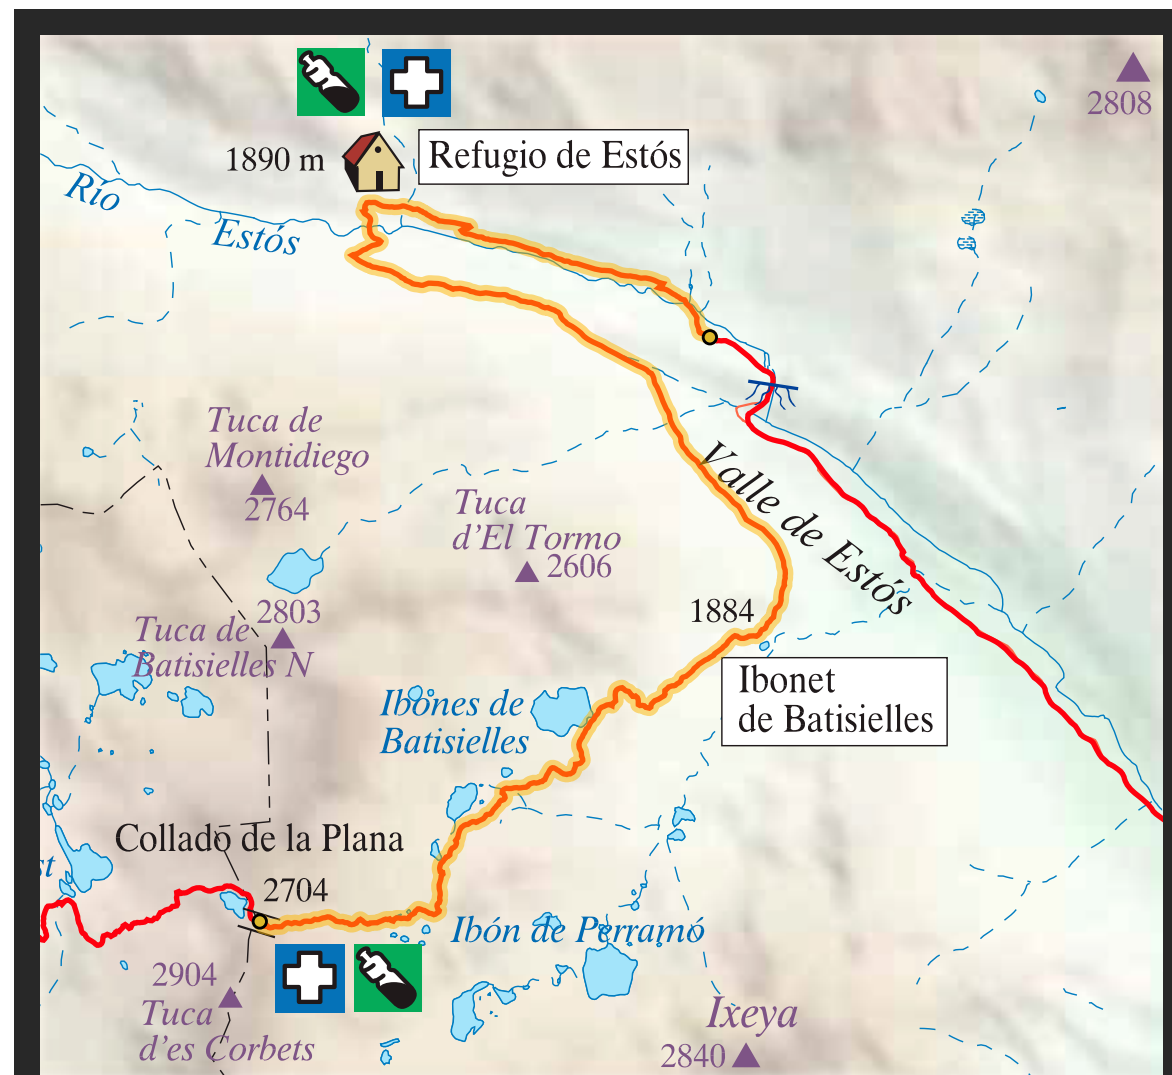 2808
1890 m
Refugio de Estós
Río
Estós
Tuca de
Montidiego
2764
Tuca
d'El Tormo
2606
Valle de Estós
2803
Tuca de
Batisielles N
1884
Ibonet
de Batisielles
Ibónes de
Batisielles
Collado de la Plana
st
2704
Ibón de Perramó
2904
Tuca
d'es Corbets
Ixeya
2840